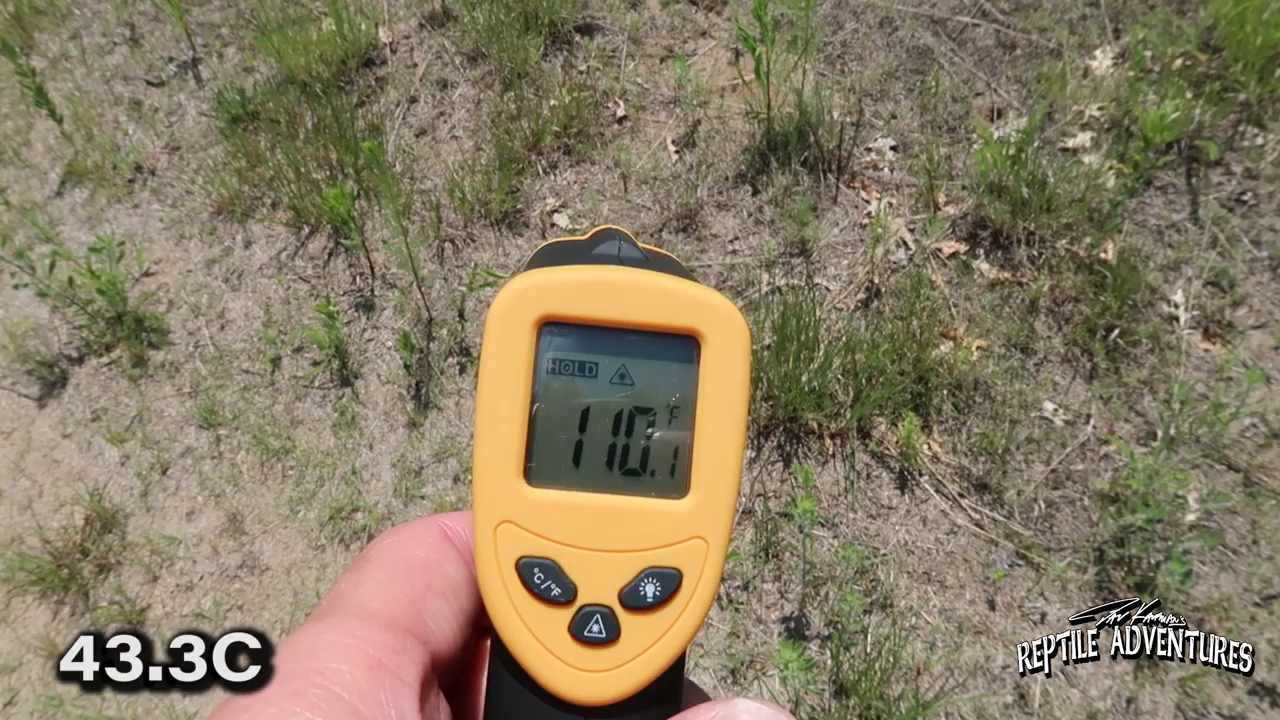 HOLD
°F
110.1
°C/°F
43.3C
REPTILE ADVENTURES